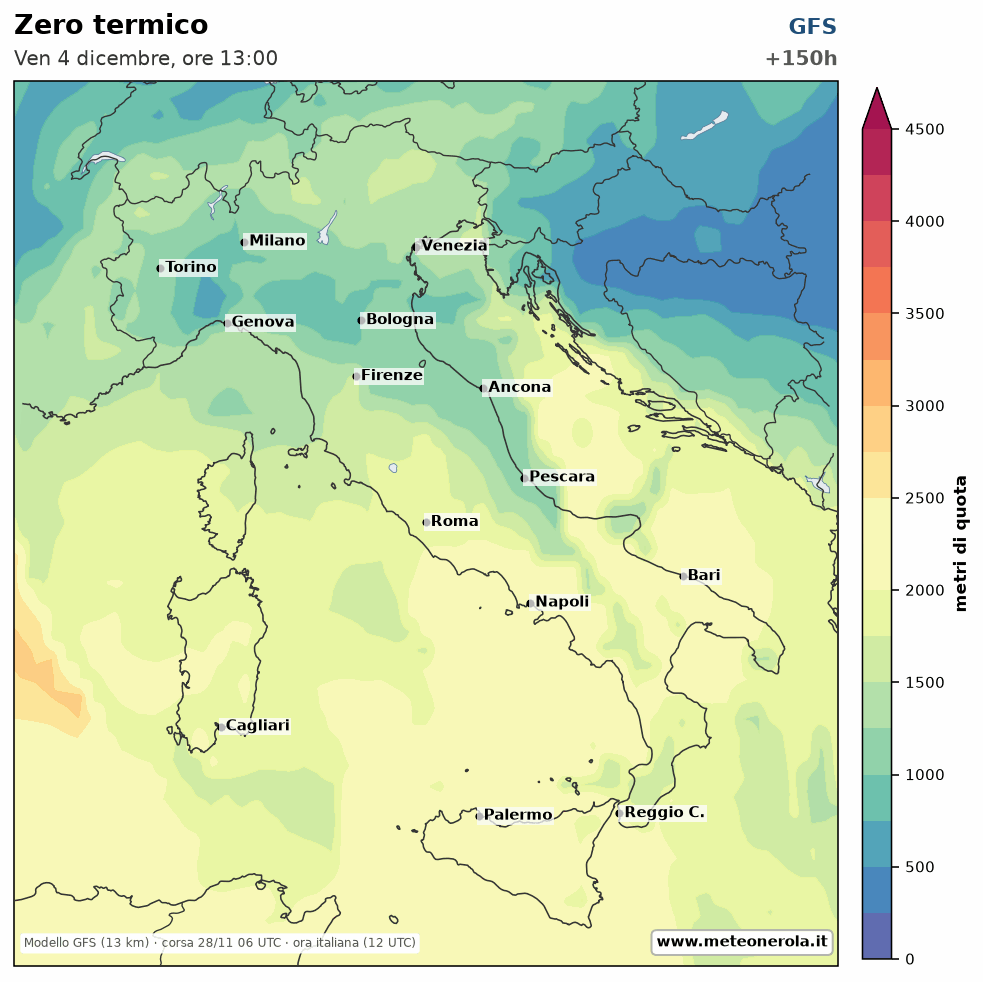 Zero termico
GFS
Ven 4 dicembre, ore 13:00
+150h
Milano
Venezia
Torino
Genova
Bologna
Firenze
Ancona
Pescara
Roma
Bari
Napoli
Cagliari
Palermo
Reggio C.
4500
4000
3500
3000
2500
2000
1500
1000
500
0
metri di quota
Modello GFS (13 km) · corsa 28/11 06 UTC · ora italiana (12 UTC)
www.meteonerola.it